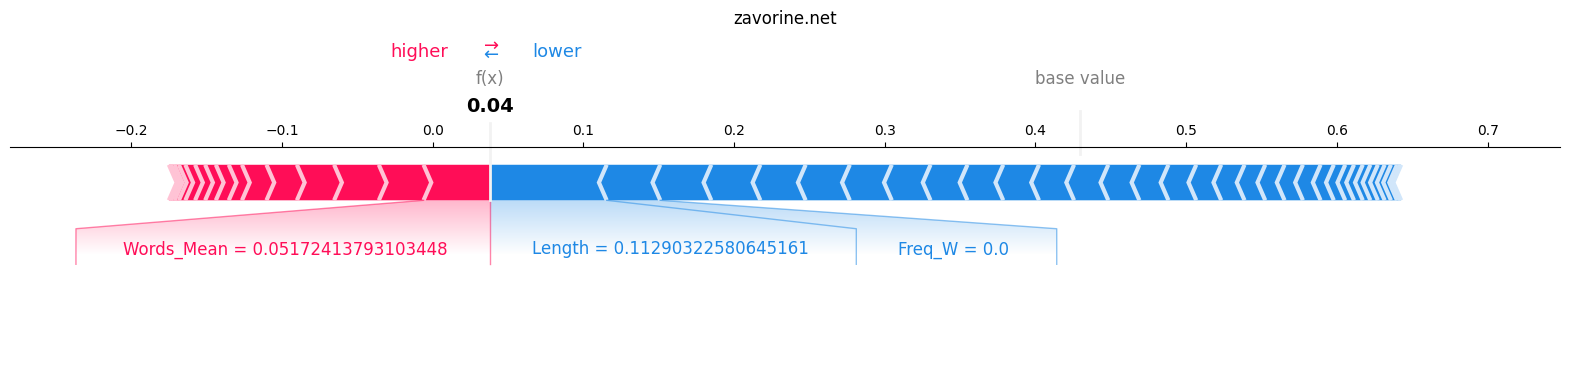 zavorine.net
higher ⇄ lower
f(x) base value
0.04
−0.2 −0.1 0.0 0.1 0.2 0.3 0.4 0.5 0.6 0.7
Words_Mean = 0.05172413793103448 Length = 0.11290322580645161 Freq_W = 0.0